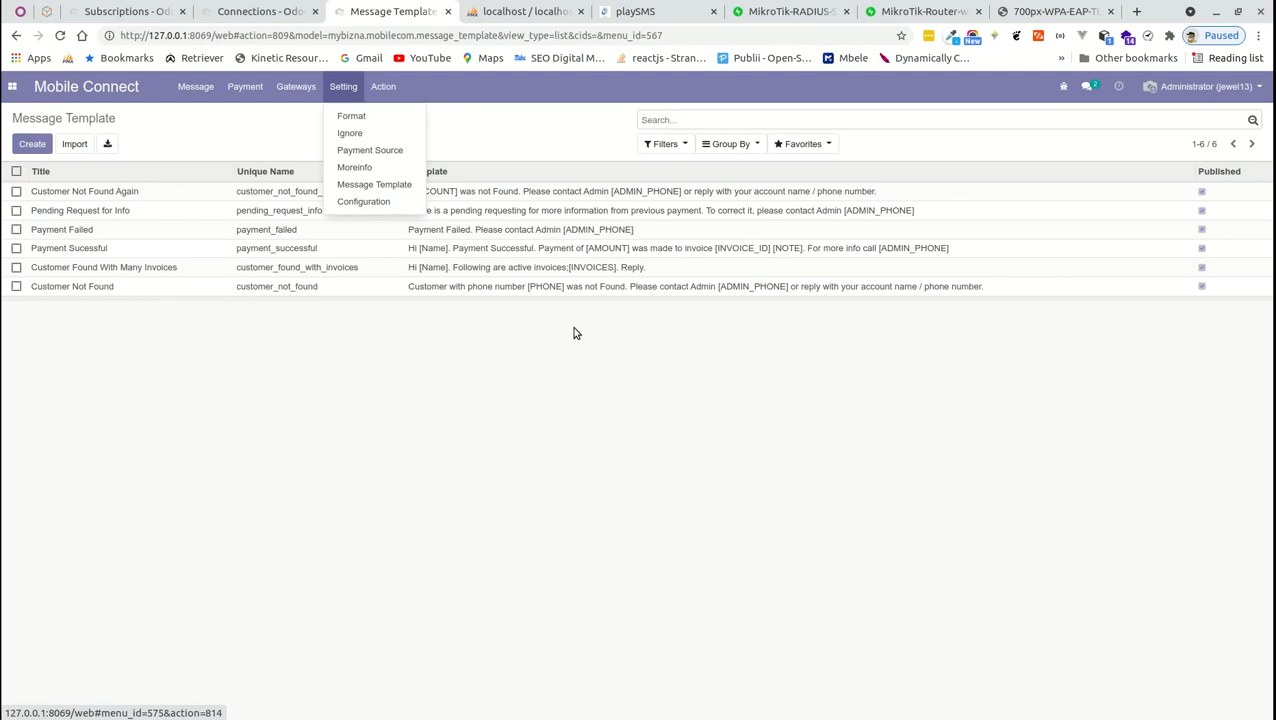 Subscriptions - Odoo
Connections - Odoo
Message Template
localhost / localhos
playSMS
MikroTik-RADIUS-S
MikroTik-Router-w
700px-WPA-EAP-TL
http://127.0.0.1:8069/web#action=809&model=mybizna.mobilecom.message_template&view_type=list&cids=&menu_id=567
New
2
14
Paused
Apps
Bookmarks
Retriever
Kinetic Resour...
Gmail
YouTube
Maps
SEO Digital M...
reactjs - Stran...
Publii - Open-S...
Mbele
Dynamically C...
»
Other bookmarks
Reading list
Mobile Connect
Message
Payment
Gateways
Setting
Action
2
Administrator (jewel13)
Message Template
Search...
Create
Import
Filters
Group By
Favorites
1-6 / 6
Format
Ignore
Payment Source
Moreinfo
Message Template
Configuration
Title Unique Name plate Published
Customer Not Found Again customer_not_found_ COUNT] was not Found. Please contact Admin [ADMIN_PHONE] or reply with your account name / phone number.
Pending Request for Info pending_request_info e is a pending requesting for more information from previous payment. To correct it, please contact Admin [ADMIN_PHONE]
Payment Failed payment_failed Payment Failed. Please contact Admin [ADMIN_PHONE]
Payment Sucessful payment_successful Hi [Name]. Payment Successful. Payment of [AMOUNT] was made to invoice [INVOICE_ID] [NOTE]. For more info call [ADMIN_PHONE]
Customer Found With Many Invoices customer_found_with_invoices Hi [Name]. Following are active invoices;[INVOICES]. Reply.
Customer Not Found customer_not_found Customer with phone number [PHONE] was not Found. Please contact Admin [ADMIN_PHONE] or reply with your account name / phone number.
127.0.0.1:8069/web#menu_id=575&action=814